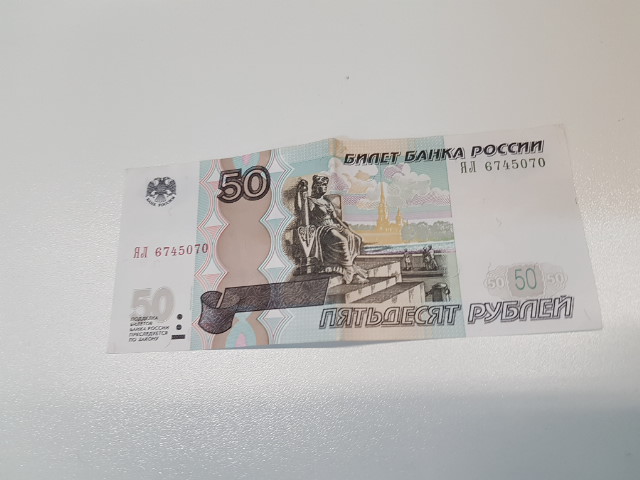 БИЛЕТ БАНКА РОССИИ
ЯЛ 6745070
50
ЯЛ 6745070
50
ПОДДЕЛКА
БИЛЕТОВ
БАНКА РОССИИ
ПРЕСЛЕДУЕТСЯ
ПО ЗАКОНУ
50 50 50
ПЯТЬДЕСЯТ РУБЛЕЙ